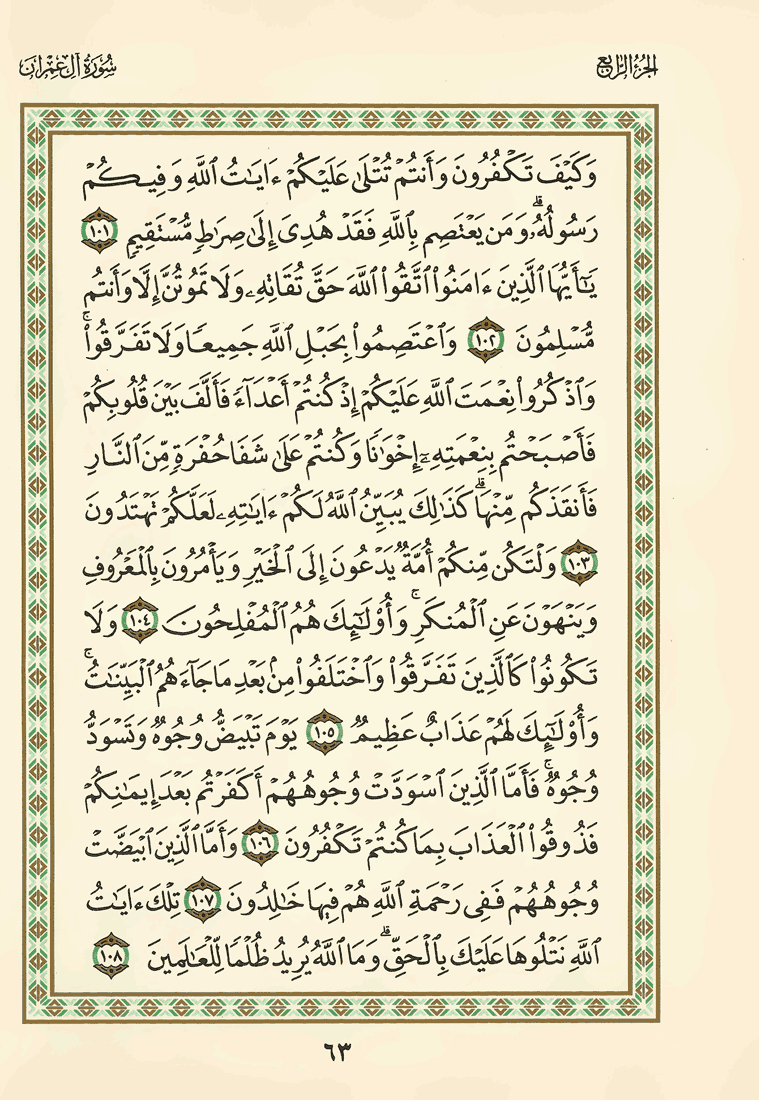 الجزء الرابع
سورة آل عمران
وَكَيْفَ تَكْفُرُونَ وَأَنتُمْ تُتْلَىٰ عَلَيْكُمْ ءَايَـٰتُ ٱللَّهِ وَفِيكُمْ
رَسُولُهُۥ ۗ وَمَن يَعْتَصِم بِٱللَّهِ فَقَدْ هُدِىَ إِلَىٰ صِرَٰطٍ مُّسْتَقِيمٍ ١٠١
يَـٰٓأَيُّهَا ٱلَّذِينَ ءَامَنُوا۟ ٱتَّقُوا۟ ٱللَّهَ حَقَّ تُقَاتِهِۦ وَلَا تَمُوتُنَّ إِلَّا وَأَنتُم
مُّسْلِمُونَ ١٠٢ وَٱعْتَصِمُوا۟ بِحَبْلِ ٱللَّهِ جَمِيعًا وَلَا تَفَرَّقُوا۟ ۚ
وَٱذْكُرُوا۟ نِعْمَتَ ٱللَّهِ عَلَيْكُمْ إِذْ كُنتُمْ أَعْدَآءً فَأَلَّفَ بَيْنَ قُلُوبِكُمْ
فَأَصْبَحْتُم بِنِعْمَتِهِۦٓ إِخْوَٰنًا وَكُنتُمْ عَلَىٰ شَفَا حُفْرَةٍ مِّنَ ٱلنَّارِ
فَأَنقَذَكُم مِّنْهَا ۗ كَذَٰلِكَ يُبَيِّنُ ٱللَّهُ لَكُمْ ءَايَـٰتِهِۦ لَعَلَّكُمْ تَهْتَدُونَ
١٠٣ وَلْتَكُن مِّنكُمْ أُمَّةٌ يَدْعُونَ إِلَى ٱلْخَيْرِ وَيَأْمُرُونَ بِٱلْمَعْرُوفِ
وَيَنْهَوْنَ عَنِ ٱلْمُنكَرِ ۚ وَأُو۟لَـٰٓئِكَ هُمُ ٱلْمُفْلِحُونَ ١٠٤ وَلَا
تَكُونُوا۟ كَٱلَّذِينَ تَفَرَّقُوا۟ وَٱخْتَلَفُوا۟ مِنۢ بَعْدِ مَا جَآءَهُمُ ٱلْبَيِّنَـٰتُ ۚ
وَأُو۟لَـٰٓئِكَ لَهُمْ عَذَابٌ عَظِيمٌ ١٠٥ يَوْمَ تَبْيَضُّ وُجُوهٌ وَتَسْوَدُّ
وُجُوهٌ ۚ فَأَمَّا ٱلَّذِينَ ٱسْوَدَّتْ وُجُوهُهُمْ أَكَفَرْتُم بَعْدَ إِيمَـٰنِكُمْ
فَذُوقُوا۟ ٱلْعَذَابَ بِمَا كُنتُمْ تَكْفُرُونَ ١٠٦ وَأَمَّا ٱلَّذِينَ ٱبْيَضَّتْ
وُجُوهُهُمْ فَفِى رَحْمَةِ ٱللَّهِ هُمْ فِيهَا خَـٰلِدُونَ ١٠٧ تِلْكَ ءَايَـٰتُ
ٱللَّهِ نَتْلُوهَا عَلَيْكَ بِٱلْحَقِّ ۗ وَمَا ٱللَّهُ يُرِيدُ ظُلْمًا لِّلْعَـٰلَمِينَ ١٠٨
٦٣